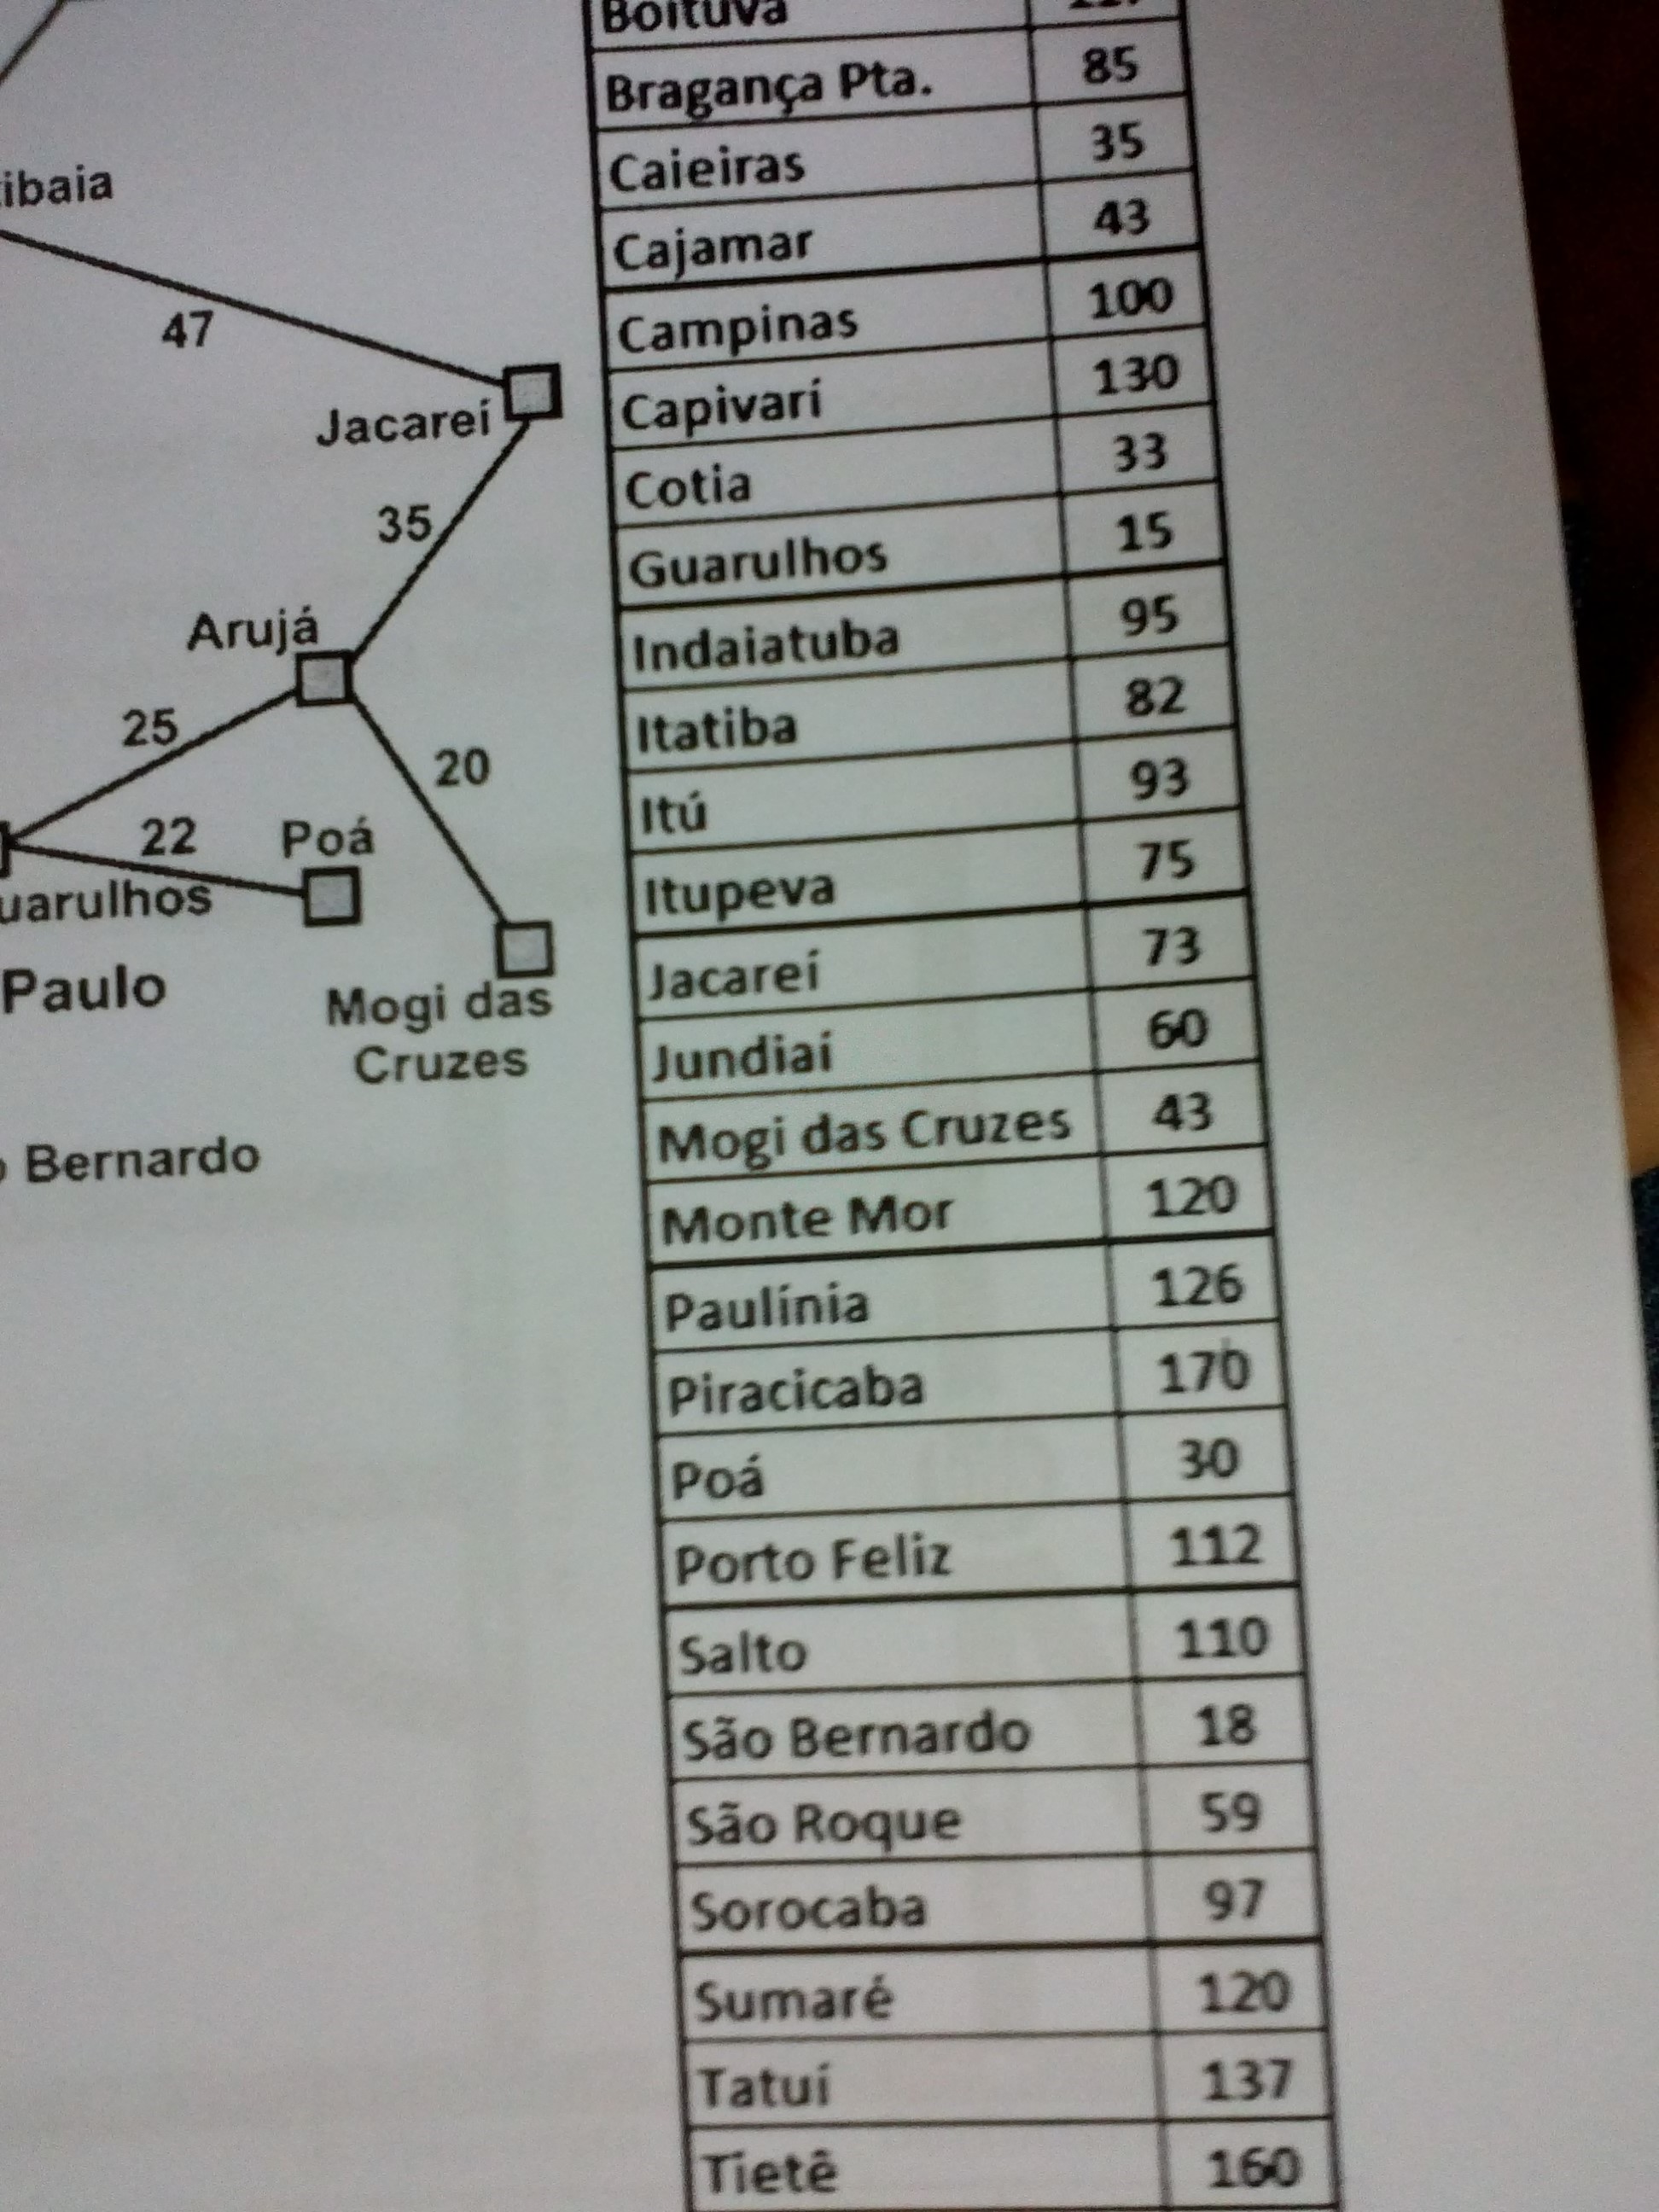 ibaia
47
Jacareí
35
Arujá
25
20
22
Poá
uarulhos
Paulo
Mogi das
Cruzes
Bernardo
Boituva
Bragança Pta. 85
Caieiras 35
Cajamar 43
Campinas 100
Capivarí 130
Cotia 33
Guarulhos 15
Indaiatuba 95
Itatiba 82
Itú 93
Itupeva 75
Jacareí 73
Jundiaí 60
Mogi das Cruzes 43
Monte Mor 120
Paulínia 126
Piracicaba 170
Poá 30
Porto Feliz 112
Salto 110
São Bernardo 18
São Roque 59
Sorocaba 97
Sumaré 120
Tatuí 137
Tietê 160